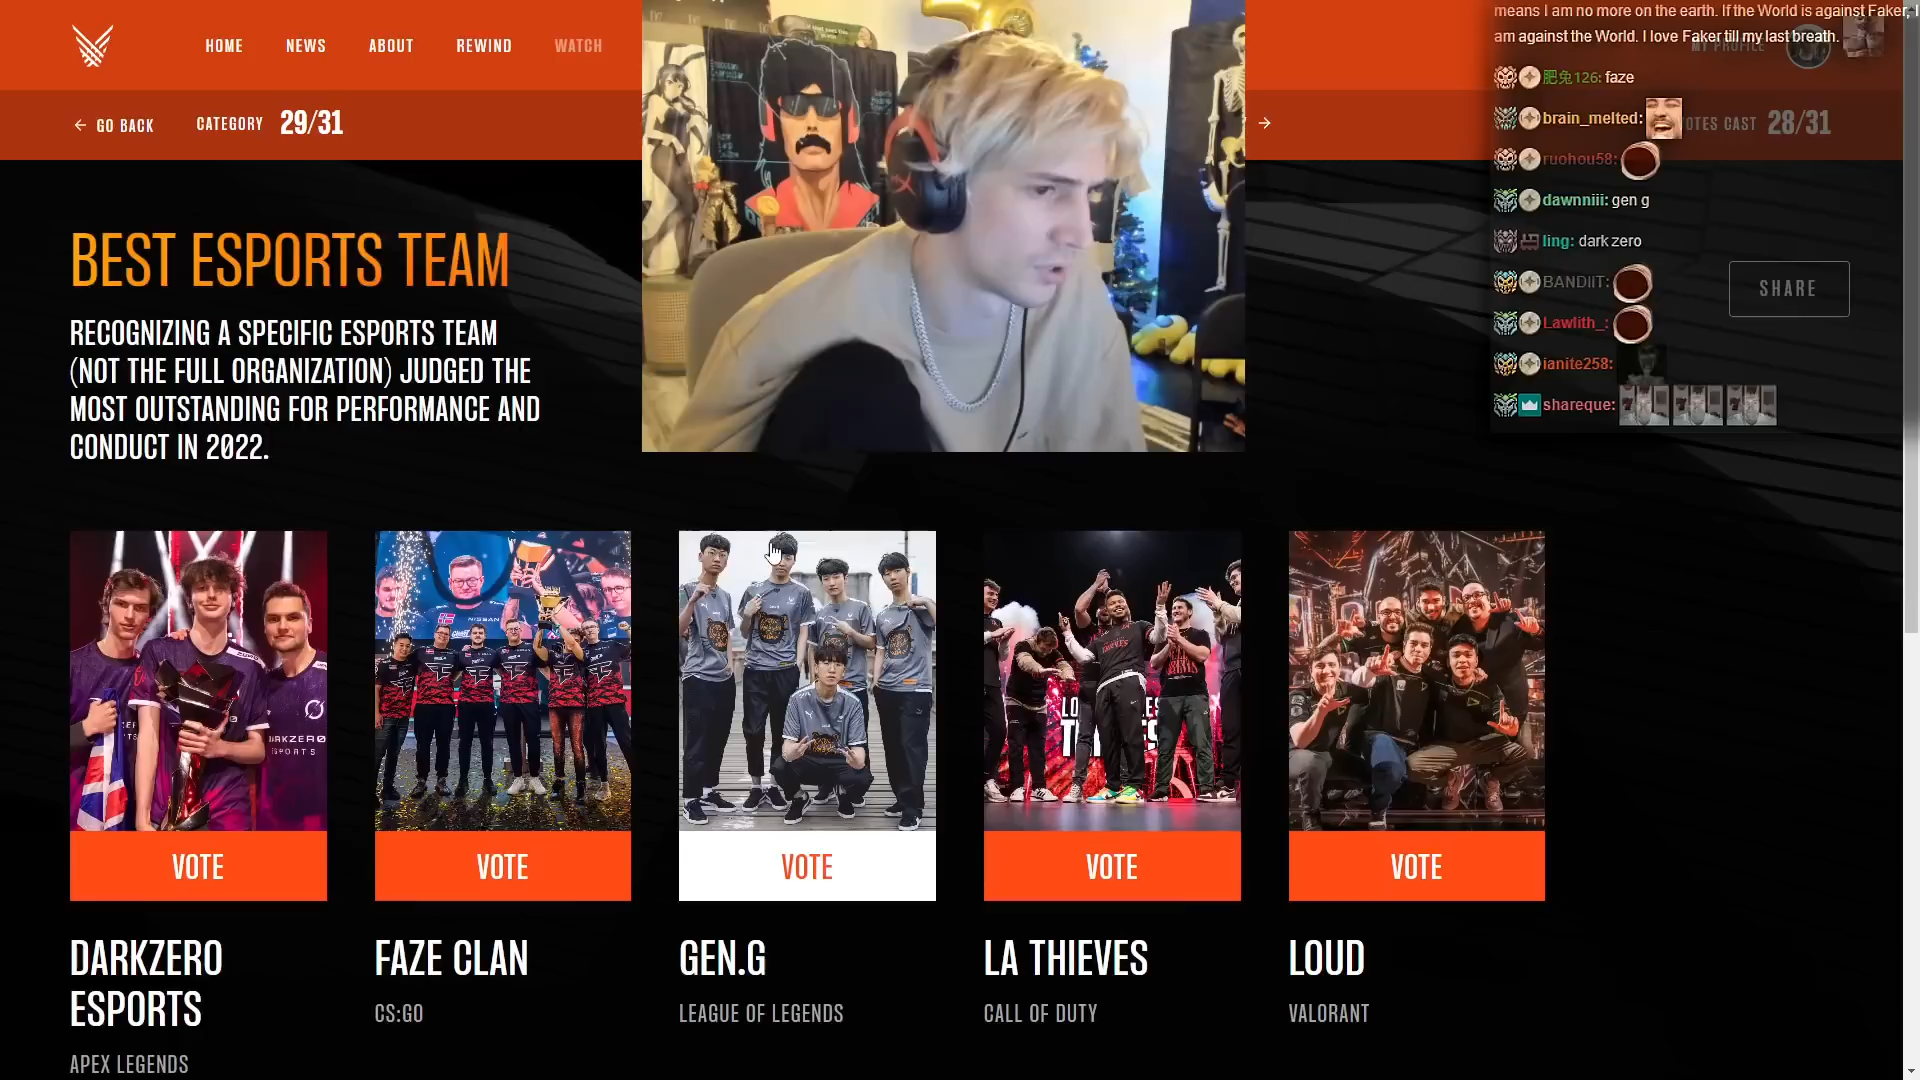 HOME NEWS ABOUT REWIND WATCH
MY PROFILE
means I am no more on the earth. If the World is against Faker, I
am against the World. I love Faker till my last breath.
← GO BACK CATEGORY 29/31 →
VOTES CAST 28/31
肥兔126: faze
brain_melted:
ruohou58:
dawnniii: gen g
ling: dark zero
BANDIIT:
Lawlith_:
ianite258:
shareque:
SHARE
BEST ESPORTS TEAM
RECOGNIZING A SPECIFIC ESPORTS TEAM
(NOT THE FULL ORGANIZATION) JUDGED THE
MOST OUTSTANDING FOR PERFORMANCE AND
CONDUCT IN 2022.
NISSAN
VOTE VOTE VOTE VOTE VOTE
DARKZERO
ESPORTS
APEX LEGENDS
FAZE CLAN
CS:GO
GEN.G
LEAGUE OF LEGENDS
LA THIEVES
CALL OF DUTY
LOUD
VALORANT